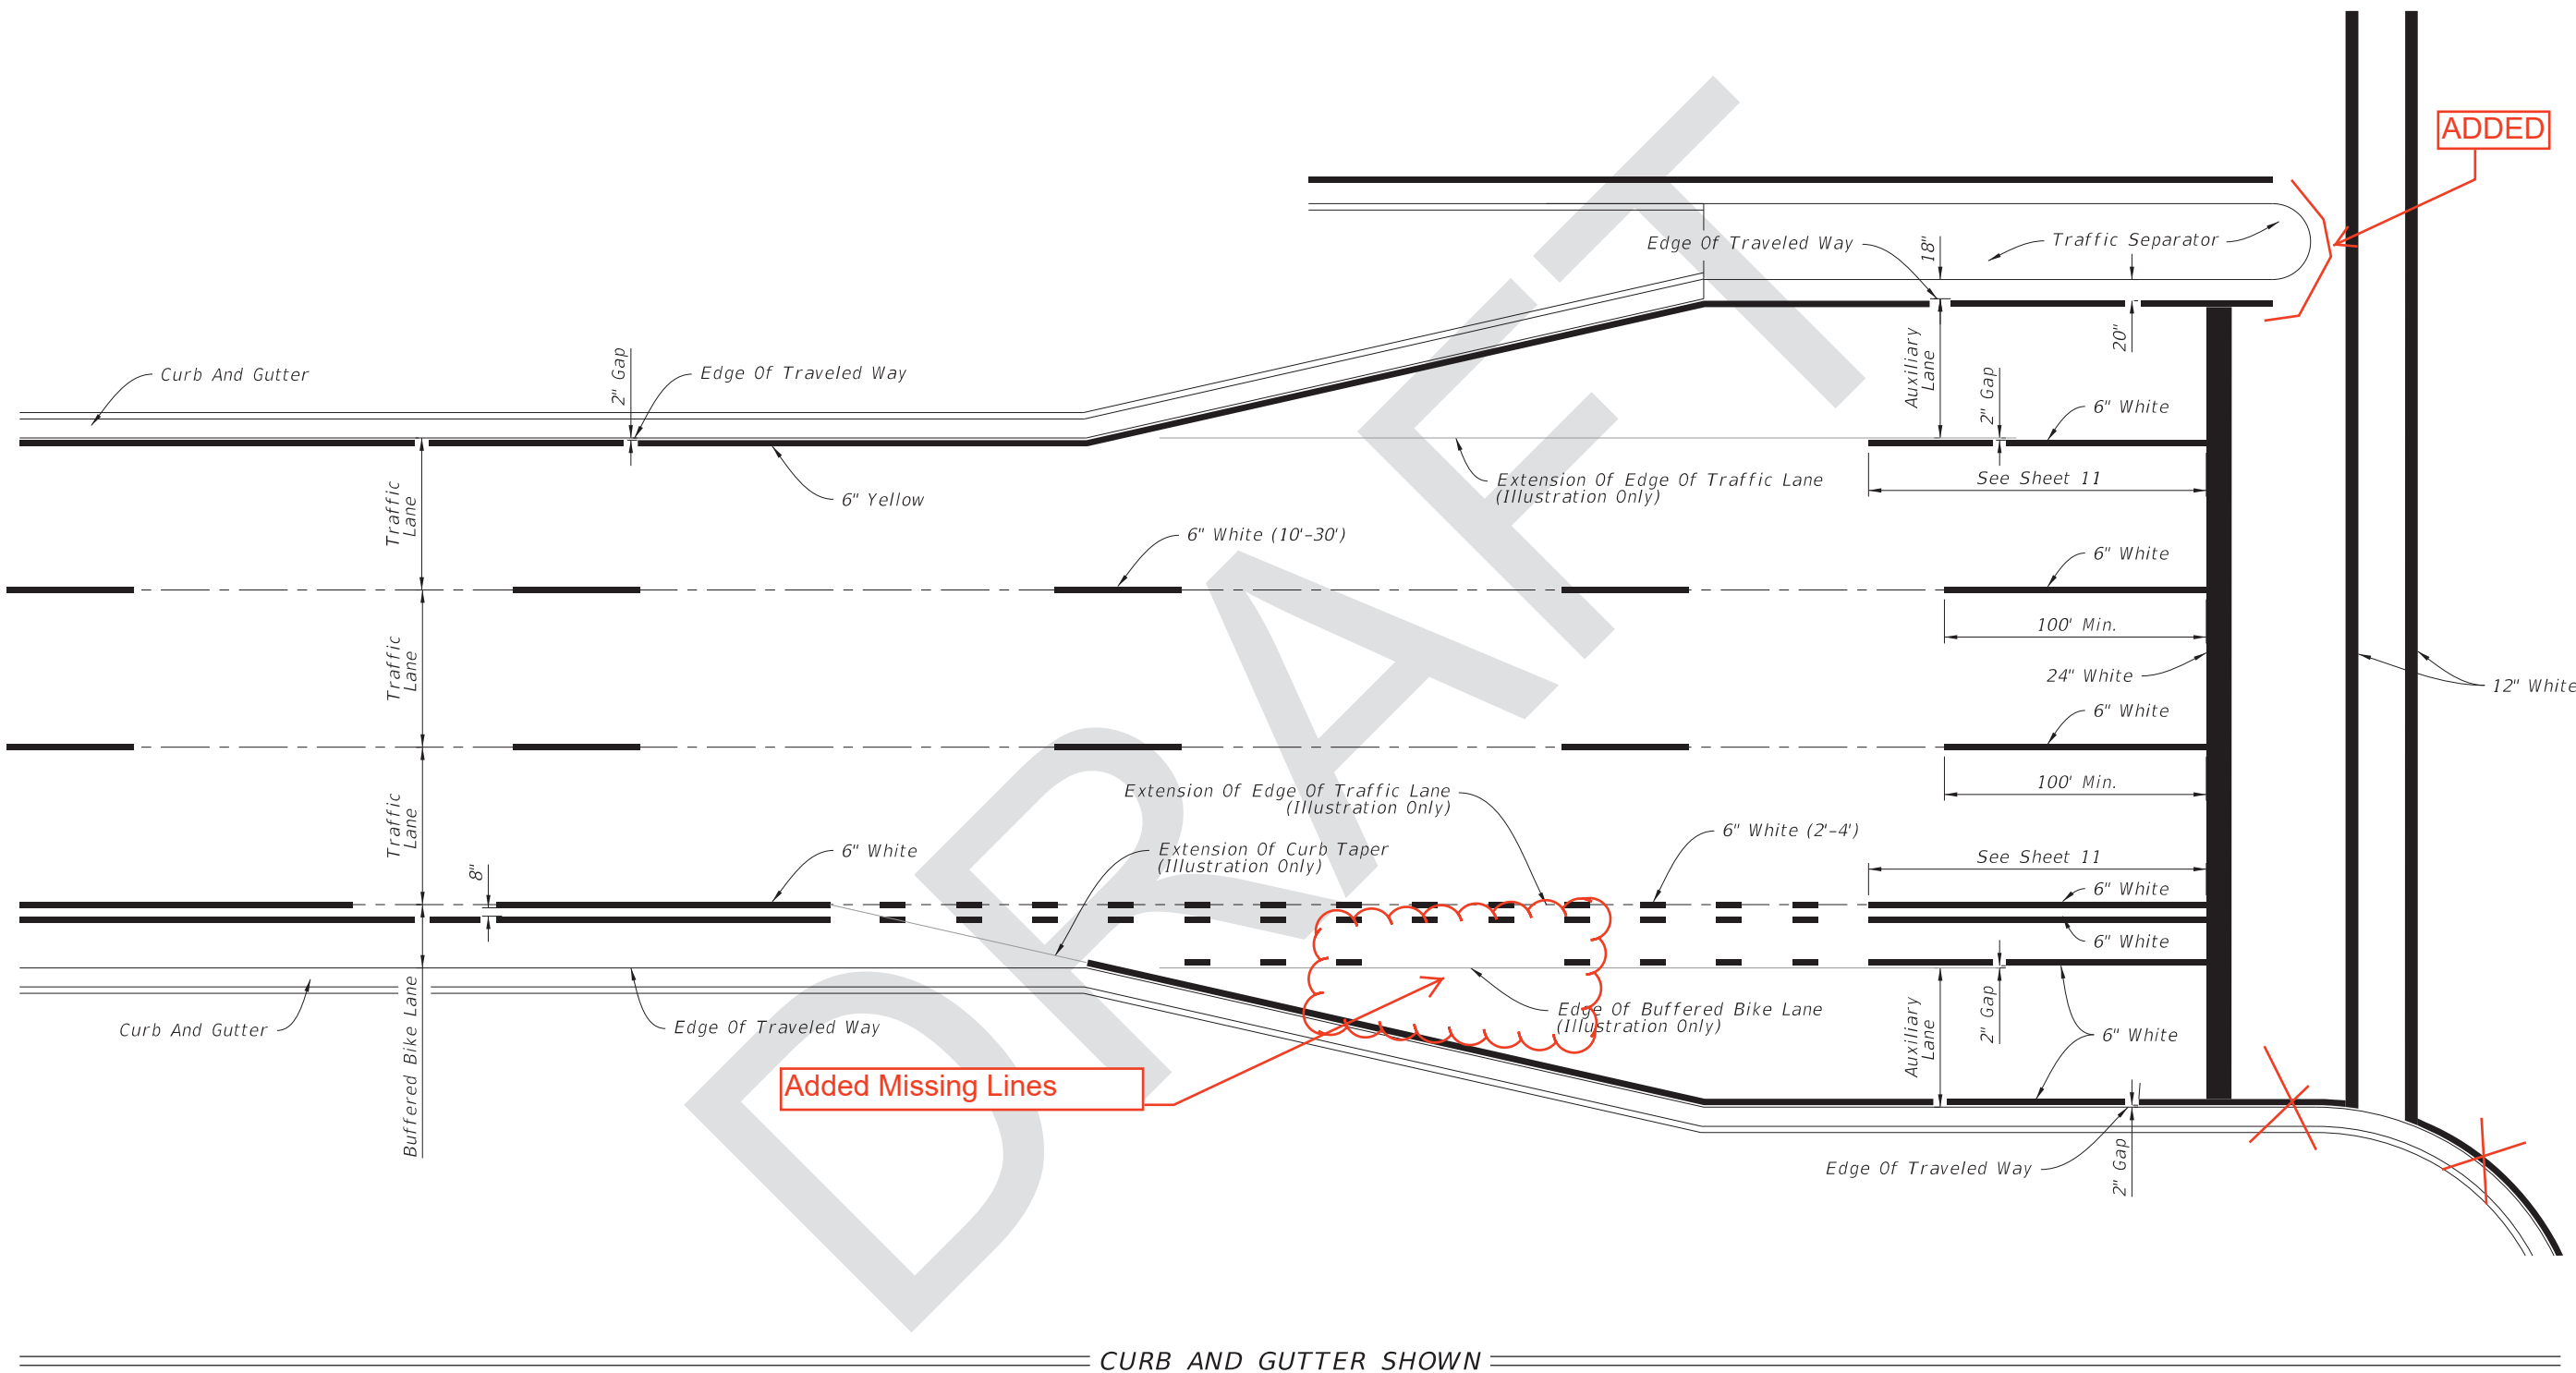 ADDED
Edge Of Traveled Way
18"
Traffic Separator
20"
Auxiliary
Lane
2" Gap
6" White
Curb And Gutter
2" Gap
Edge Of Traveled Way
6" Yellow
Extension Of Edge Of Traffic Lane
(Illustration Only)
See Sheet 11
Traffic
Lane
6" White (10'-30')
6" White
100' Min.
Traffic
Lane
24" White
12" White
6" White
100' Min.
Traffic
Lane
Extension Of Edge Of Traffic Lane
(Illustration Only)
6" White (2'-4')
6" White
Extension Of Curb Taper
(Illustration Only)
See Sheet 11
8"
6" White
6" White
Buffered Bike Lane
Edge Of Buffered Bike Lane
(Illustration Only)
Auxiliary
Lane
2" Gap
6" White
Curb And Gutter
Edge Of Traveled Way
Added Missing Lines
Edge Of Traveled Way
2" Gap
DRAFT
CURB AND GUTTER SHOWN